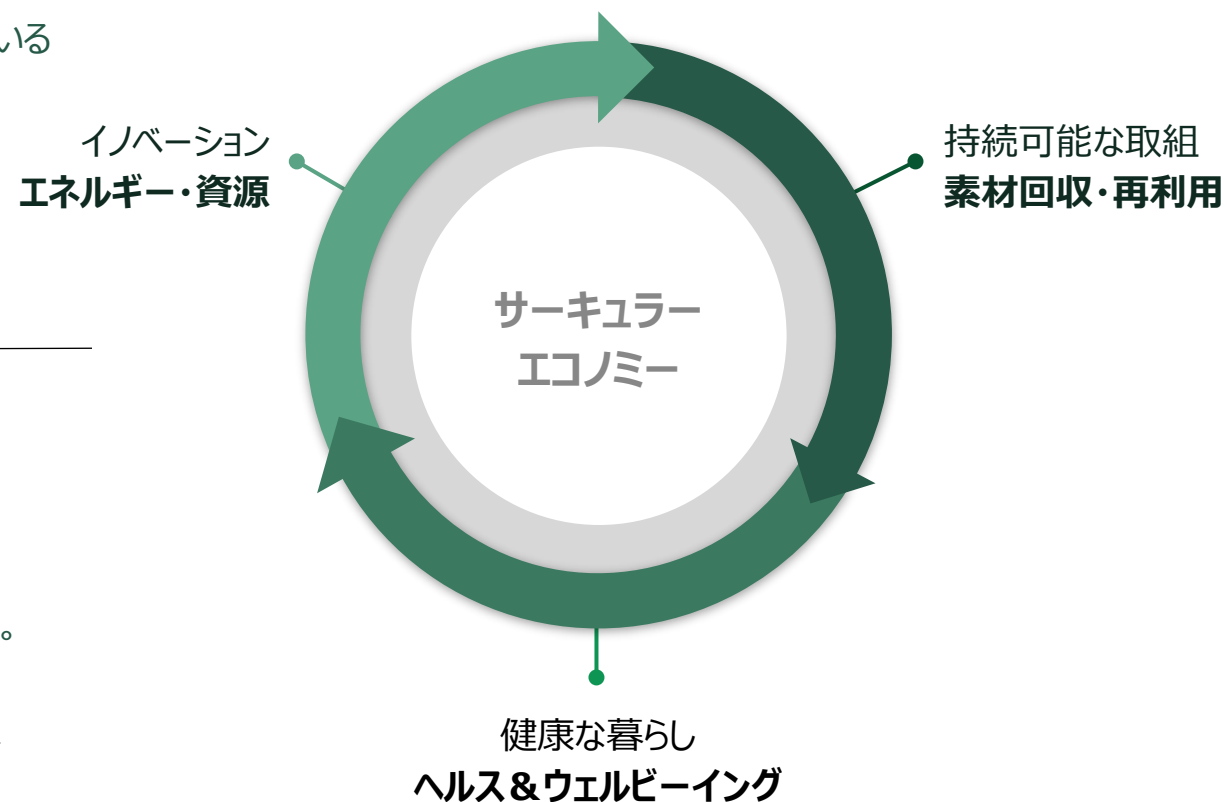 いる
イノベーション
エネルギー・資源
持続可能な取組
素材回収・再利用
サーキュラー
エコノミー
。
健康な暮らし
ヘルス＆ウェルビーイング